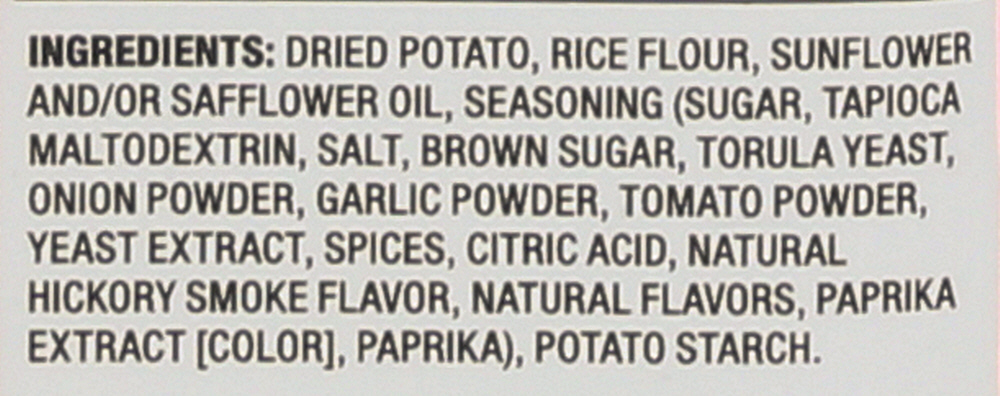 INGREDIENTS: DRIED POTATO, RICE FLOUR, SUNFLOWER
AND/OR SAFFLOWER OIL, SEASONING (SUGAR, TAPIOCA
MALTODEXTRIN, SALT, BROWN SUGAR, TORULA YEAST,
ONION POWDER, GARLIC POWDER, TOMATO POWDER,
YEAST EXTRACT, SPICES, CITRIC ACID, NATURAL
HICKORY SMOKE FLAVOR, NATURAL FLAVORS, PAPRIKA
EXTRACT [COLOR], PAPRIKA), POTATO STARCH.